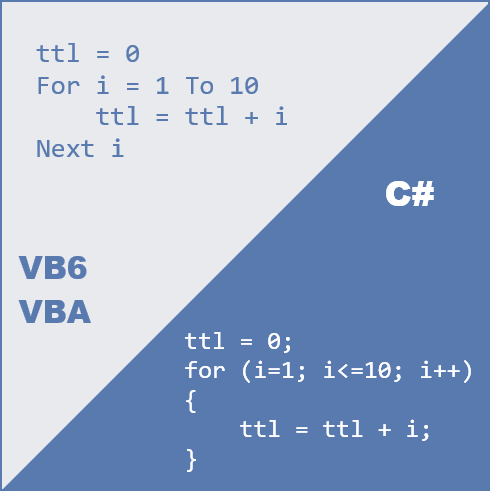 ttl = 0
For i = 1 To 10
    ttl = ttl + i
Next i
VB6
VBA
C#
ttl = 0;
for (i=1; i<=10; i++)
{
    ttl = ttl + i;
}